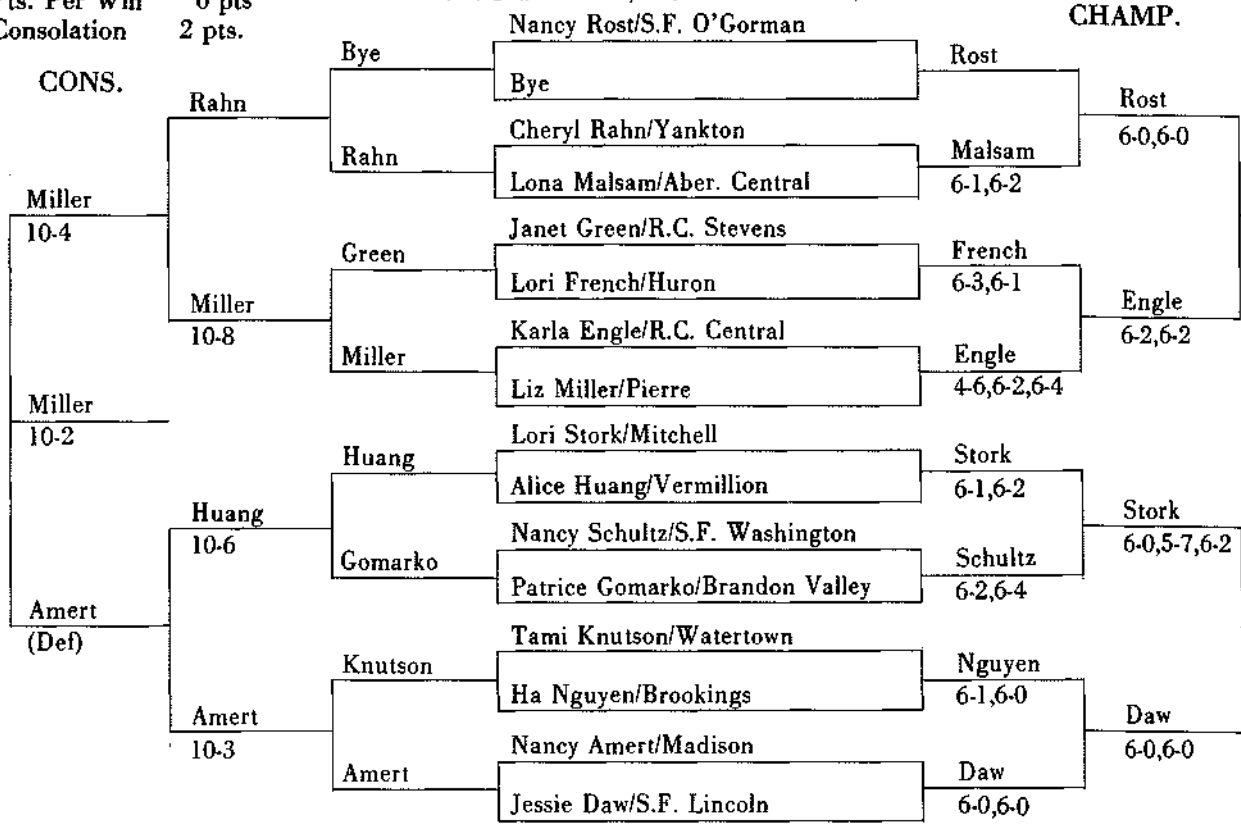 Pts. Per Win 6 pts
Consolation 2 pts.
CONS.
CHAMP.
Nancy Rost/S.F. O'Gorman
Bye
Rost
Bye
Rahn
Rost
6-0,6-0
Cheryl Rahn/Yankton
Rahn
Malsam
6-1,6-2
Lona Malsam/Aber. Central
Miller
10-4
Janet Green/R.C. Stevens
Green
French
6-3,6-1
Lori French/Huron
Miller
10-8
Engle
6-2,6-2
Karla Engle/R.C. Central
Miller
Engle
4-6,6-2,6-4
Liz Miller/Pierre
Miller
10-2
Lori Stork/Mitchell
Huang
Stork
6-1,6-2
Alice Huang/Vermillion
Huang
10-6
Stork
6-0,5-7,6-2
Nancy Schultz/S.F. Washington
Gomarko
Schultz
6-2,6-4
Patrice Gomarko/Brandon Valley
Amert
(Def)
Tami Knutson/Watertown
Knutson
Nguyen
6-1,6-0
Ha Nguyen/Brookings
Amert
10-3
Daw
6-0,6-0
Nancy Amert/Madison
Amert
Daw
6-0,6-0
Jessie Daw/S.F. Lincoln